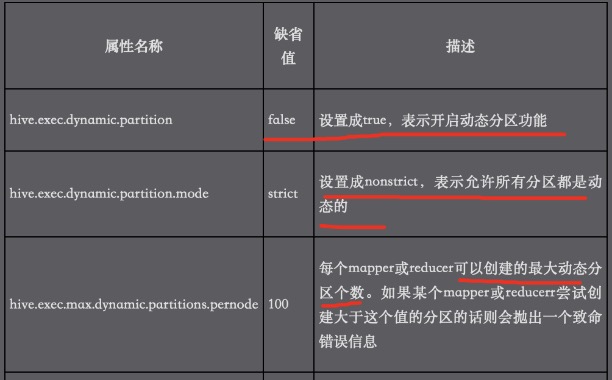 属性名称
缺省
值
描述
hive.exec.dynamic.partition
false
设置成true，表示开启动态分区功能
hive.exec.dynamic.partition.mode
strict
设置成nonstrict，表示允许所有分区都是动
态的
hive.exec.max.dynamic.partitions.pernode
100
每个mapper或reducer可以创建的最大动态分
区个数。如果某个mapper或reducerr尝试创
建大于这个值的分区的话则会抛出一个致命
错误信息